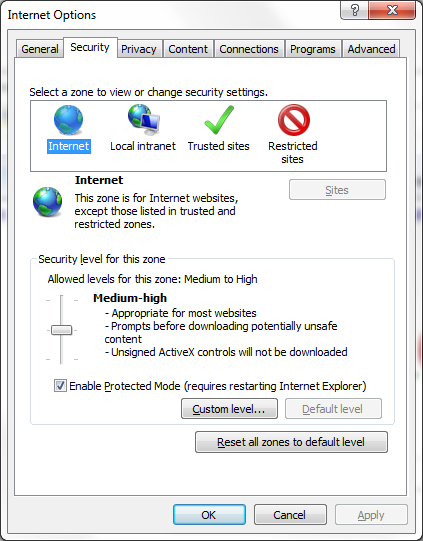 Internet Options
General Security Privacy Content Connections Programs Advanced
Select a zone to view or change security settings.
Internet Local intranet Trusted sites Restricted
sites
Internet
Sites
This zone is for Internet websites,
except those listed in trusted and
restricted zones.
Security level for this zone
Allowed levels for this zone: Medium to High
Medium-high
- Appropriate for most websites
- Prompts before downloading potentially unsafe
content
- Unsigned ActiveX controls will not be downloaded
Enable Protected Mode (requires restarting Internet Explorer)
Custom level... Default level
Reset all zones to default level
OK Cancel Apply